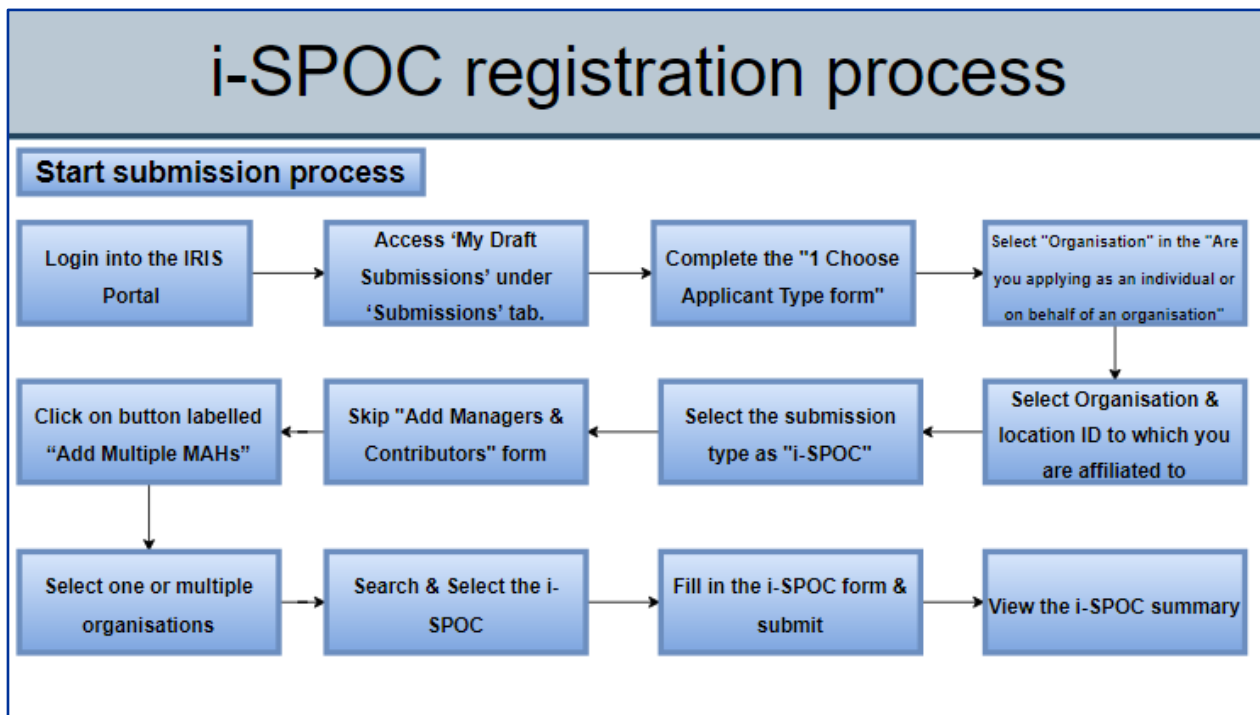 i-SPOC registration process
Start submission process
Login into the IRIS
Portal
Access ‘My Draft
Submissions’ under
‘Submissions’ tab.
Complete the "1 Choose
Applicant Type form"
Select "Organisation" in the "Are
you applying as an individual or
on behalf of an organisation"
Select Organisation &
location ID to which you
are affiliated to
Select the submission
type as "i-SPOC"
Skip "Add Managers &
Contributors" form
Click on button labelled
“Add Multiple MAHs”
Select one or multiple
organisations
Search & Select the i-
SPOC
Fill in the i-SPOC form &
submit
View the i-SPOC summary